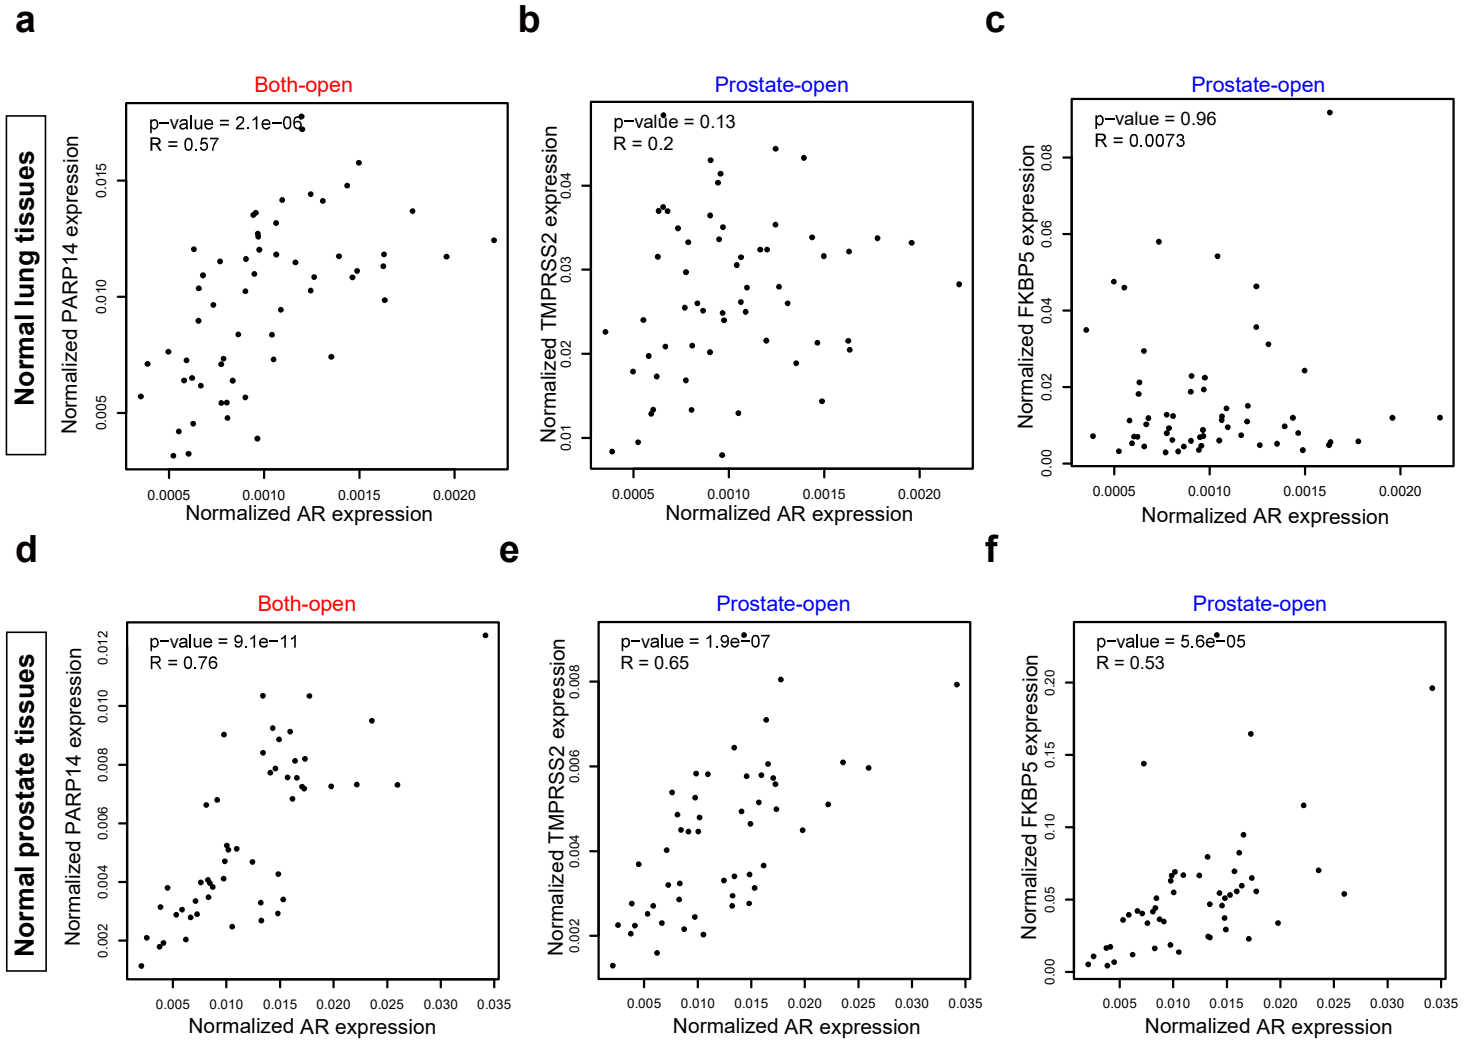 a
b
c
Both-open
Prostate-open
Prostate-open
Normal lung tissues
p-value = 2.1e-06
R = 0.57
Normalized PARP14 expression
0.015
0.010
0.005
0.0005 0.0010 0.0015 0.0020
Normalized AR expression
p-value = 0.13
R = 0.2
Normalized TMPRSS2 expression
0.04
0.03
0.02
0.01
0.0005 0.0010 0.0015 0.0020
Normalized AR expression
p-value = 0.96
R = 0.0073
Normalized FKBP5 expression
0.08
0.06
0.04
0.02
0.00
0.0005 0.0010 0.0015 0.0020
Normalized AR expression
d
e
f
Both-open
Prostate-open
Prostate-open
Normal prostate tissues
p-value = 9.1e-11
R = 0.76
Normalized PARP14 expression
0.012
0.010
0.008
0.006
0.004
0.002
0.005 0.010 0.015 0.020 0.025 0.030 0.035
Normalized AR expression
p-value = 1.9e-07
R = 0.65
Normalized TMPRSS2 expression
0.008
0.006
0.004
0.002
0.005 0.010 0.015 0.020 0.025 0.030 0.035
Normalized AR expression
p-value = 5.6e-05
R = 0.53
Normalized FKBP5 expression
0.20
0.15
0.10
0.05
0.00
0.005 0.010 0.015 0.020 0.025 0.030 0.035
Normalized AR expression